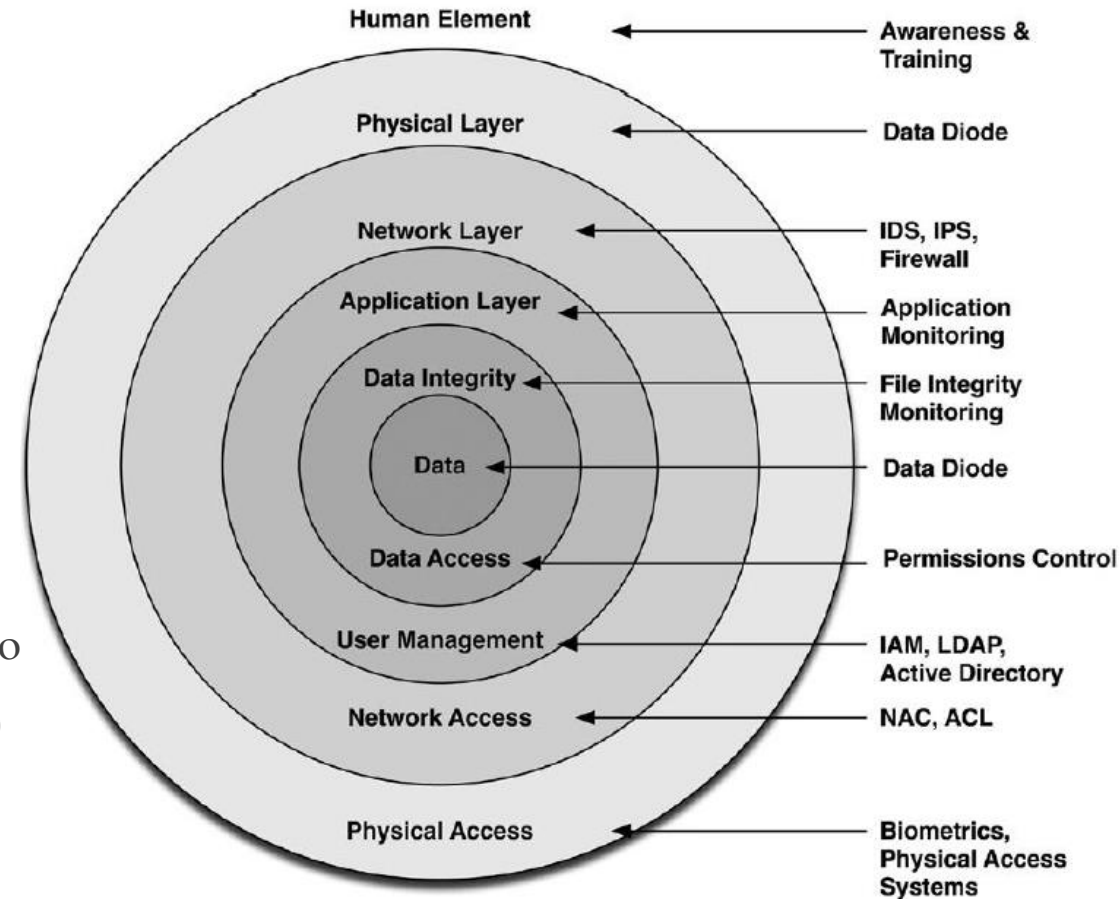 Human Element
Awareness &
Training
Physical Layer
Data Diode
Network Layer
IDS, IPS,
Firewall
Application Layer
Application
Monitoring
Data Integrity
File Integrity
Monitoring
Data
Data Diode
Data Access
Permissions Control
User Management
IAM, LDAP,
Active Directory
Network Access
NAC, ACL
Physical Access
Biometrics,
Physical Access
Systems